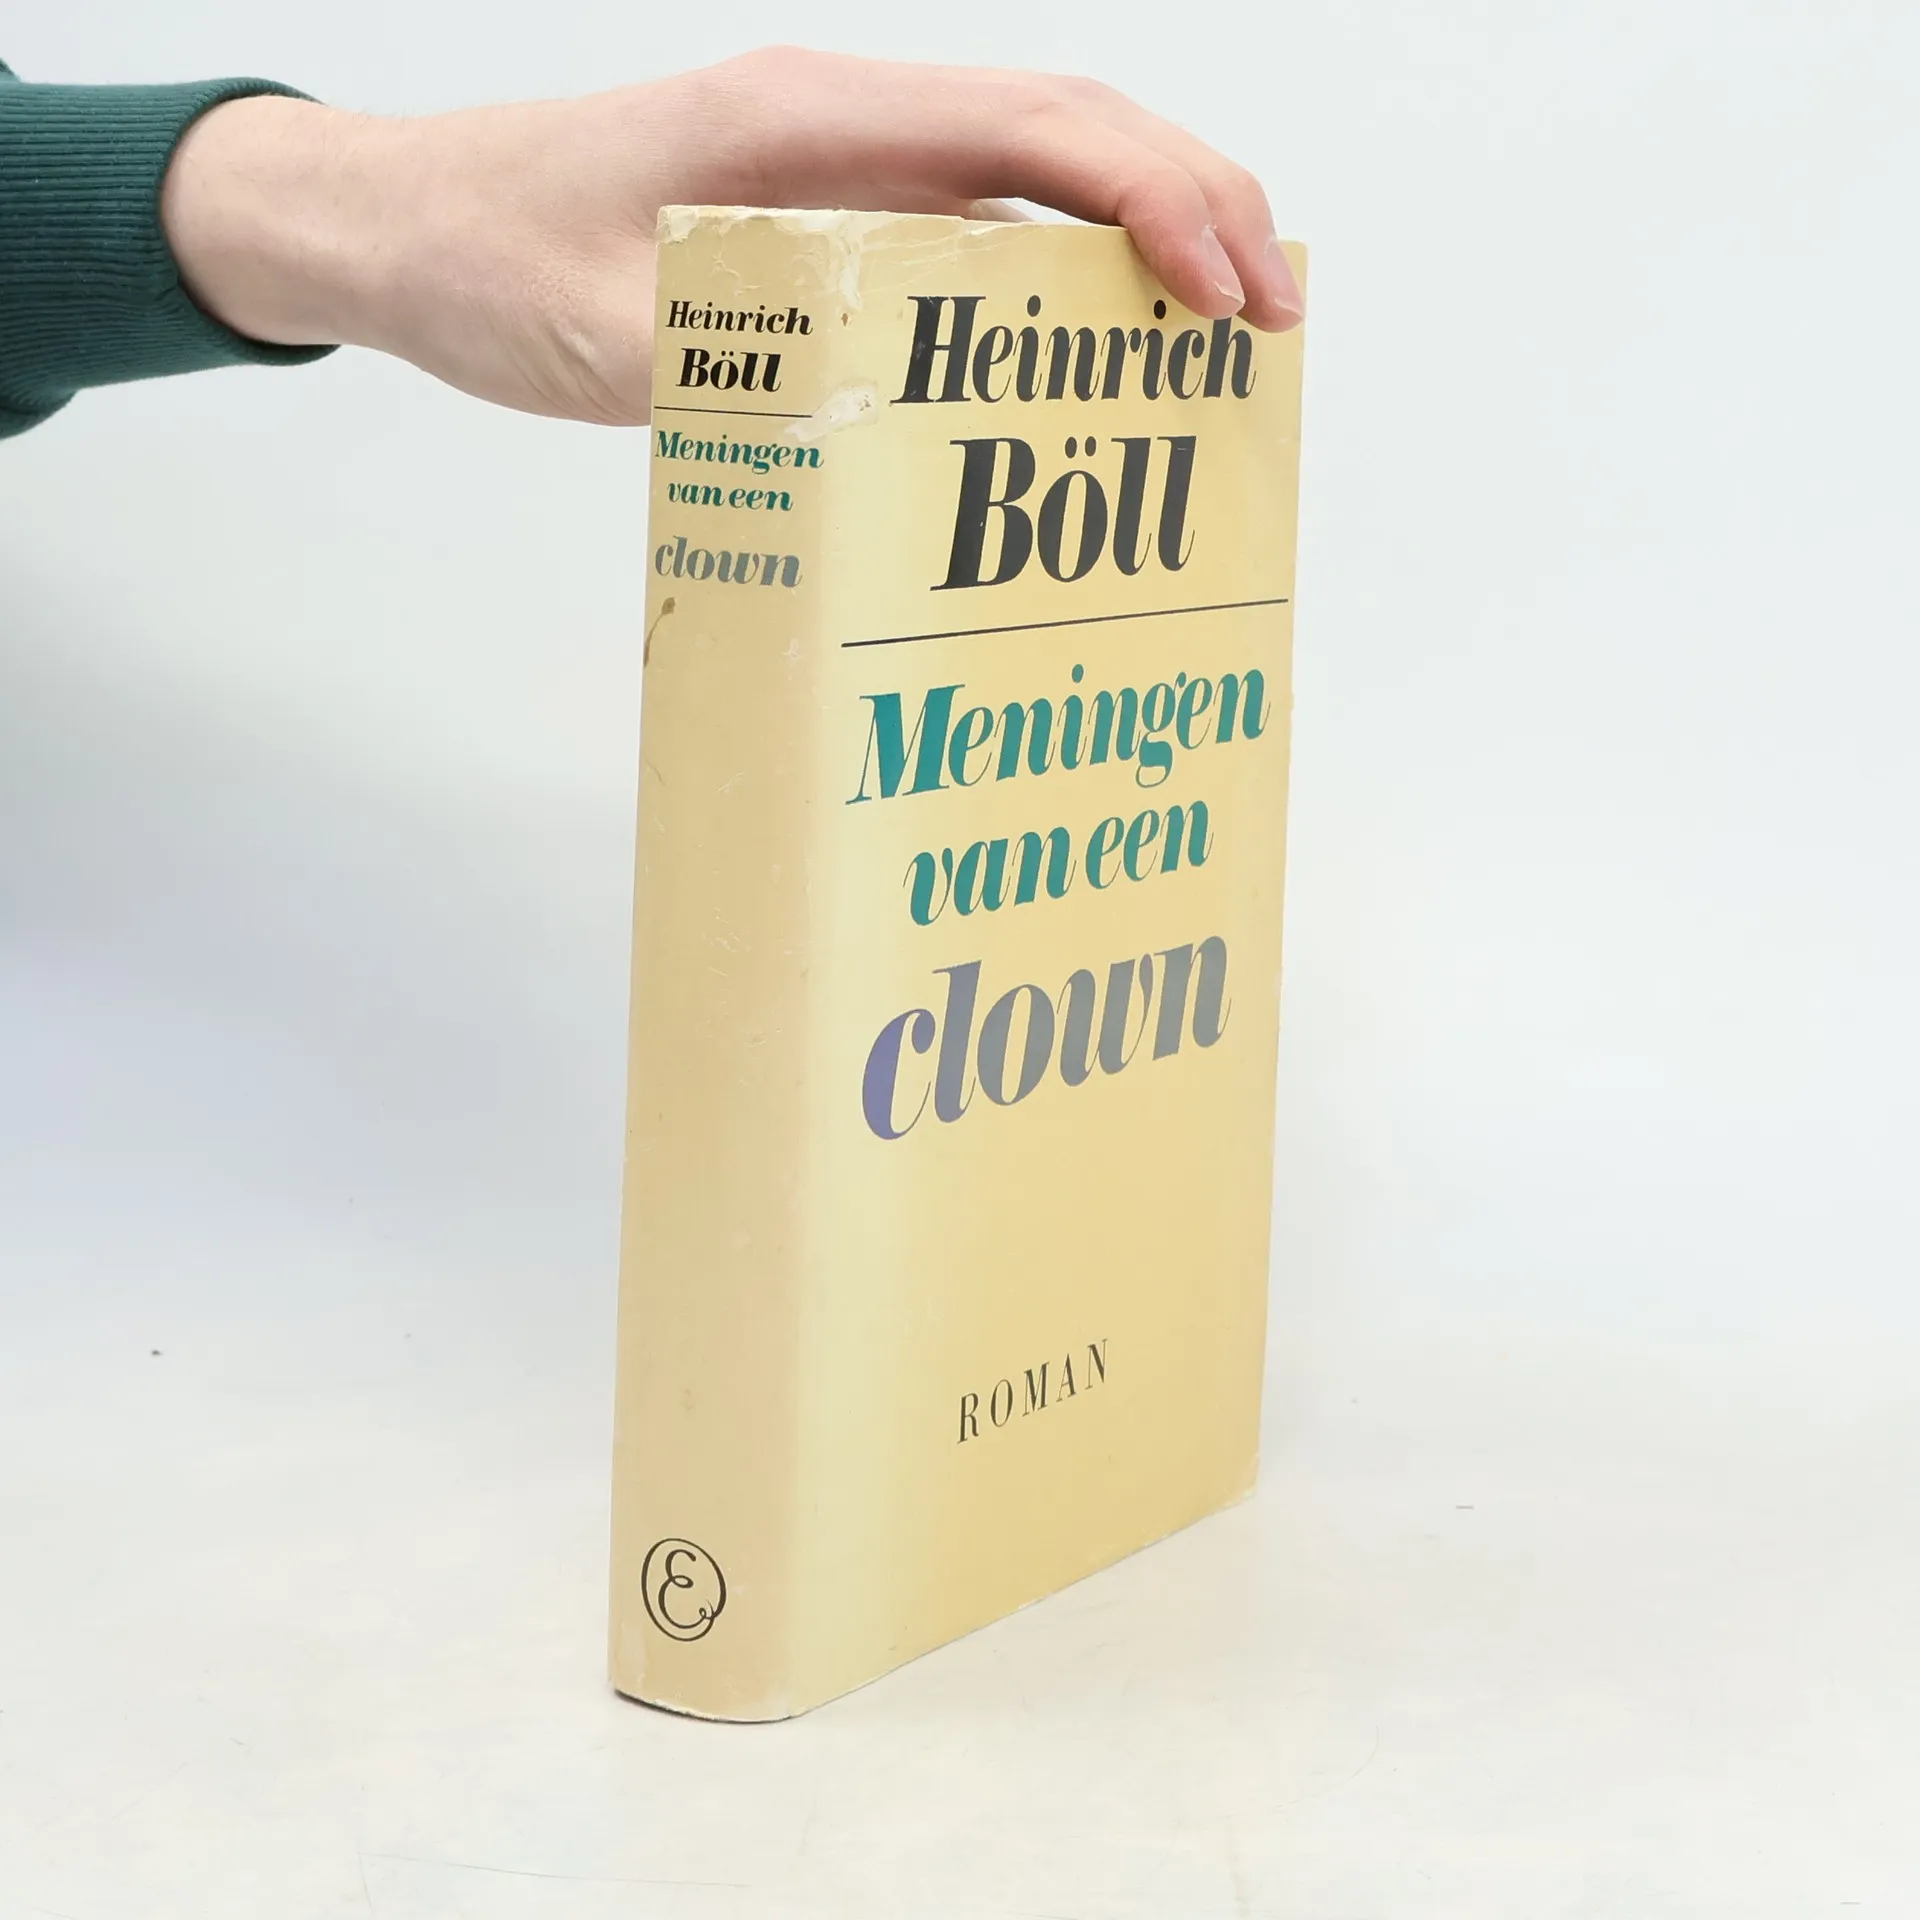 Heinrich
Böll
Meningen
van een
clown
E
Heinrich
Böll
Meningen
van een
clown
ROMAN